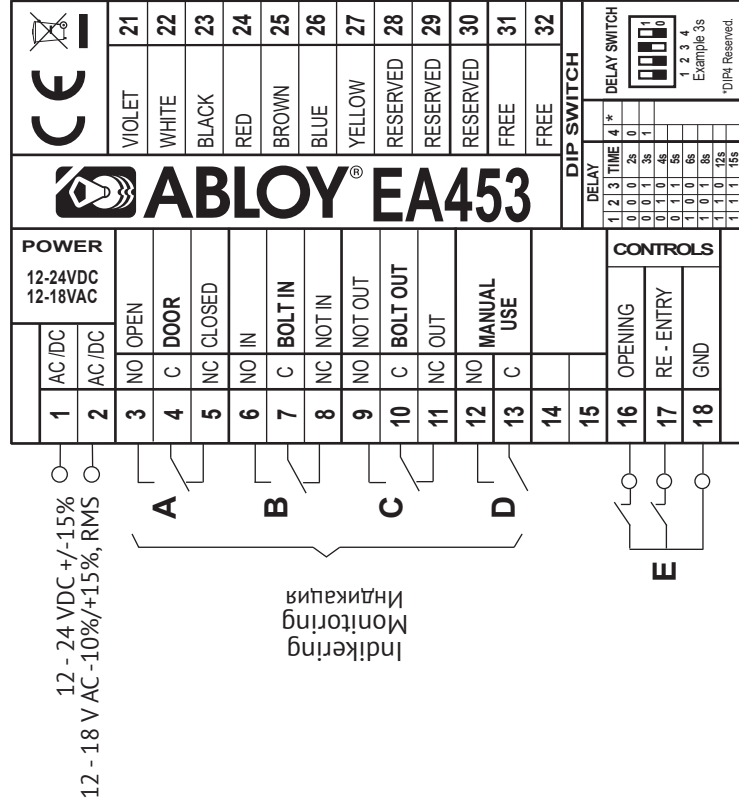 12 - 24 VDC +/-15%
12 - 18 V AC -10%/+15%, RMS
Indikering
Monitoring
Индикация
A
B
C
D
E
POWER
12-24VDC
12-18VAC
1 AC/DC
2 AC/DC
3 NO OPEN
4 C DOOR
5 NC CLOSED
6 NO IN
7 C BOLT IN
8 NC NOT IN
9 NO NOT OUT
10 C BOLT OUT
11 NC OUT
12 NO MANUAL
13 C USE
14
15
CONTROLS
16 OPENING
17 RE - ENTRY
18 GND
ABLOY® EA453
CE
VIOLET 21
WHITE 22
BLACK 23
RED 24
BROWN 25
BLUE 26
YELLOW 27
RESERVED 28
RESERVED 29
RESERVED 30
FREE 31
FREE 32
DIP SWITCH
DELAY
1 2 3 TIME 4 *
0 0 0 2s 0
0 0 1 3s 1
0 1 0 4s
0 1 1 5s
1 0 0 6s
1 0 1 8s
1 1 0 12s
1 1 1 15s
DELAY SWITCH
1
0
1 2 3 4
Example 3s
*DIP4 Reserved.